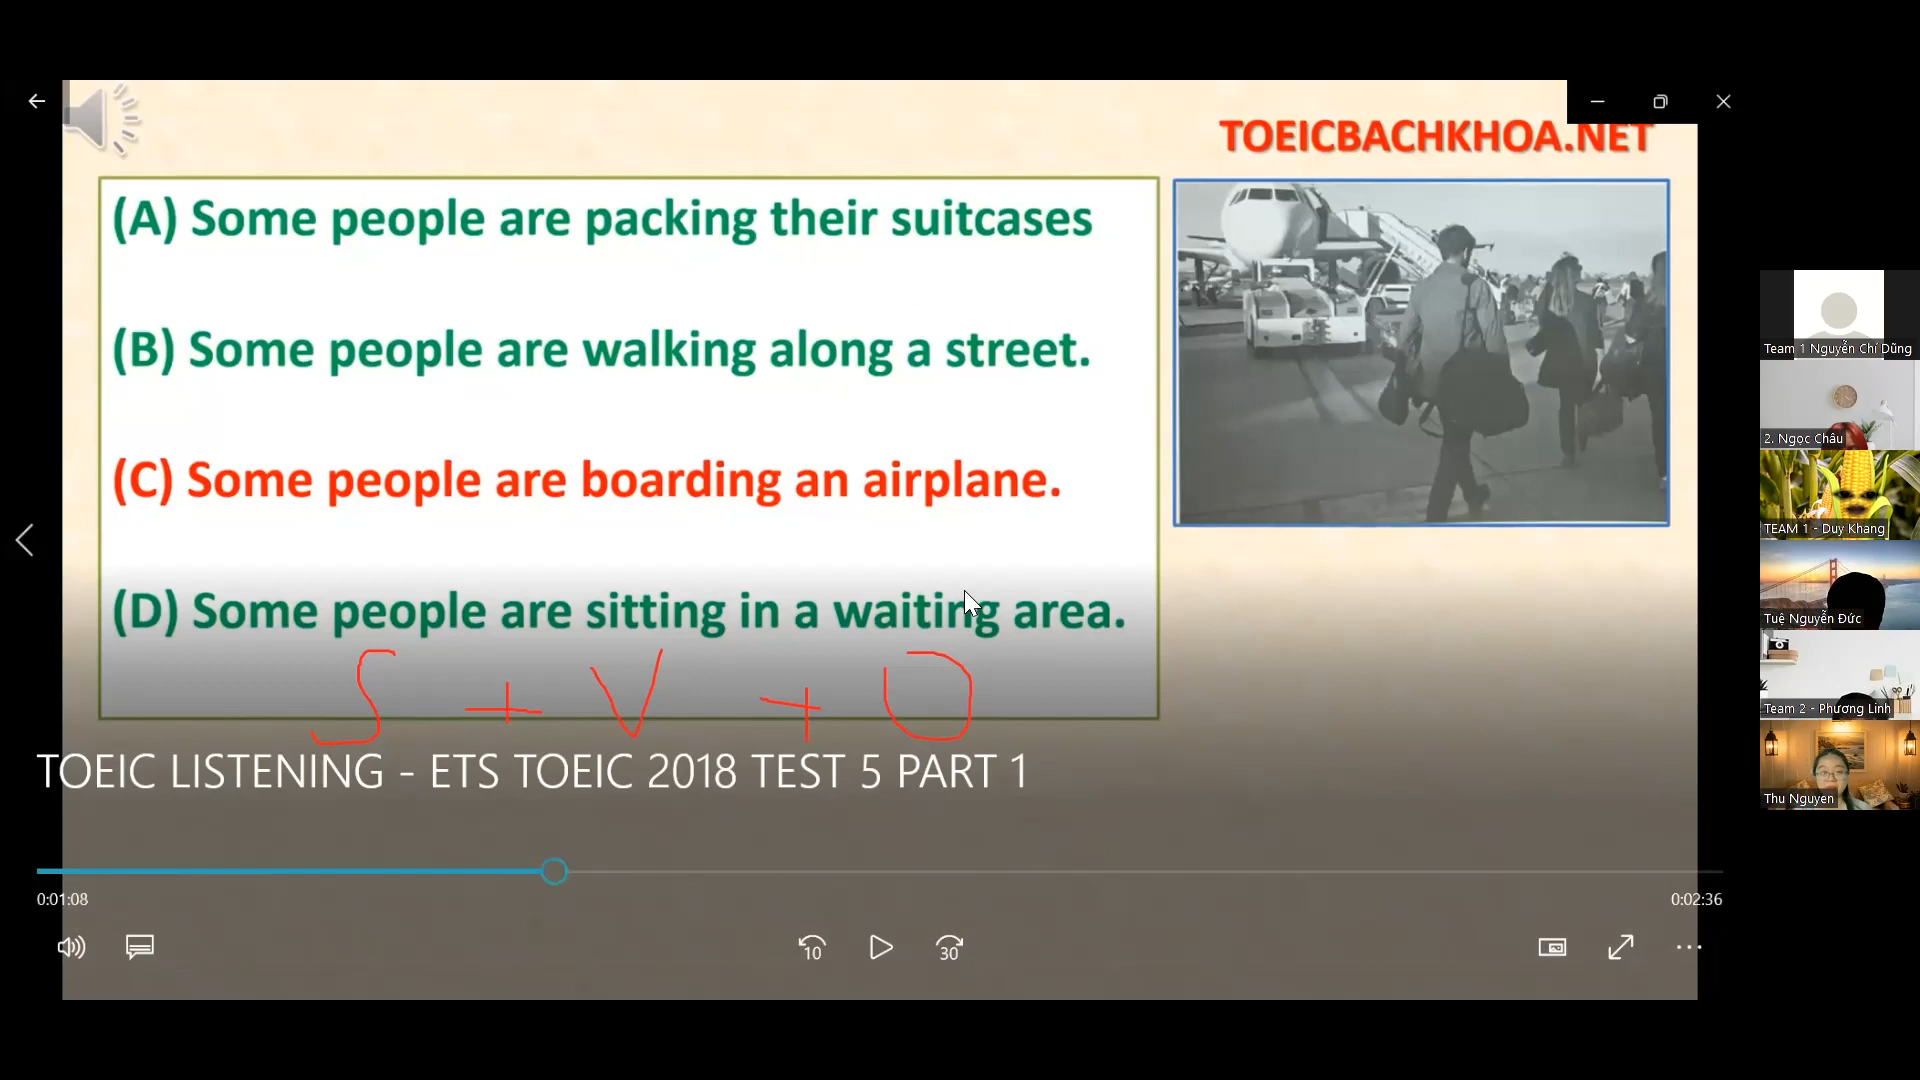 TOEICBACHKHOA.NET
(A) Some people are packing their suitcases
(B) Some people are walking along a street.
(C) Some people are boarding an airplane.
(D) Some people are sitting in a waiting area.
S + V + O
TOEIC LISTENING - ETS TOEIC 2018 TEST 5 PART 1
0:01:08
0:02:36
10
30
Team 1 Nguyễn Chí Dũng
2. Ngọc Châu
TEAM 1 - Duy Khang
Tuệ Nguyễn Đức
Team 2 - Phương Linh
Thu Nguyen